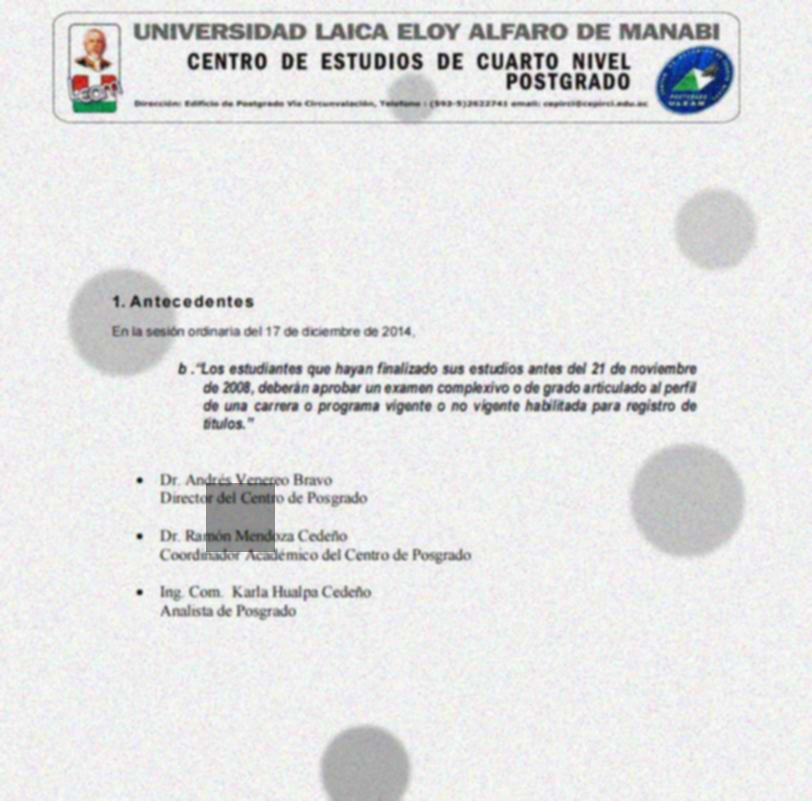 UNIVERSIDAD LAICA ELOY ALFARO DE MANABI
CENTRO DE ESTUDIOS DE CUARTO NIVEL
POSTGRADO
Dirección: Edificio de Postgrado Via Circunvalación, Telefono : (593-5)2622741 email: cepirci@cepirci.edu.ec
1. Antecedentes
En la sesión ordinaria del 17 de diciembre de 2014,
b ."Los estudiantes que hayan finalizado sus estudios antes del 21 de noviembre
de 2008, deberán aprobar un examen complexivo o de grado articulado al perfil
de una carrera o programa vigente o no vigente habilitada para registro de
títulos."
• Dr. Andrés Venereo Bravo
Director del Centro de Posgrado
• Dr. Ramón Mendoza Cedeño
Coordinador Académico del Centro de Posgrado
• Ing. Com. Karla Hualpa Cedeño
Analista de Posgrado